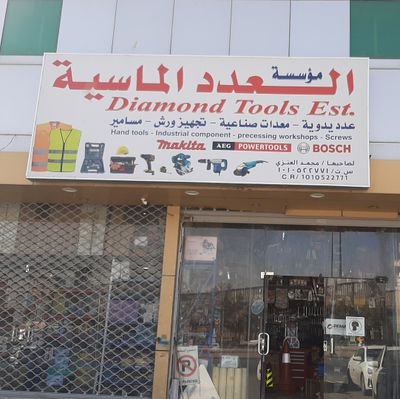 مؤسسة
العدد الماسية
Diamond Tools Est.
عدد يدوية - معدات صناعية - تجهيز ورش - مسامير
Hand tools - Industrial component - precessing workshops - Screws
makita AEG POWERTOOLS BOSCH
لصاحبها / محمد العنزي
س.ت/ ١٠١٠٥٢٢٧٧١
C.R/ 1010522771